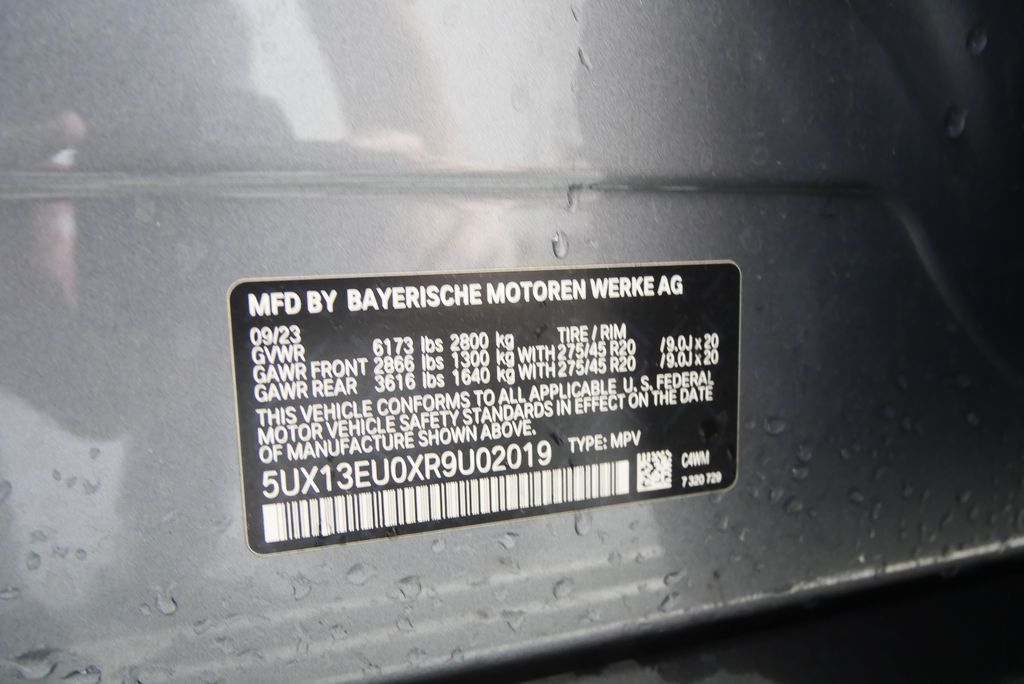 MFD BY BAYERISCHE MOTOREN WERKE AG
09/23 TIRE / RIM
GVWR 6173 lbs 2800 kg
GAWR FRONT 2866 lbs 1300 kg WITH 275/45 R20 /9.0J x 20
GAWR REAR 3616 lbs 1640 kg WITH 275/45 R20 /9.0J x 20
THIS VEHICLE CONFORMS TO ALL APPLICABLE U.S. FEDERAL
MOTOR VEHICLE SAFETY STANDARDS IN EFFECT ON THE DATE
OF MANUFACTURE SHOWN ABOVE.
5UX13EU0XR9U02019 TYPE: MPV
C4WM
7 320 729